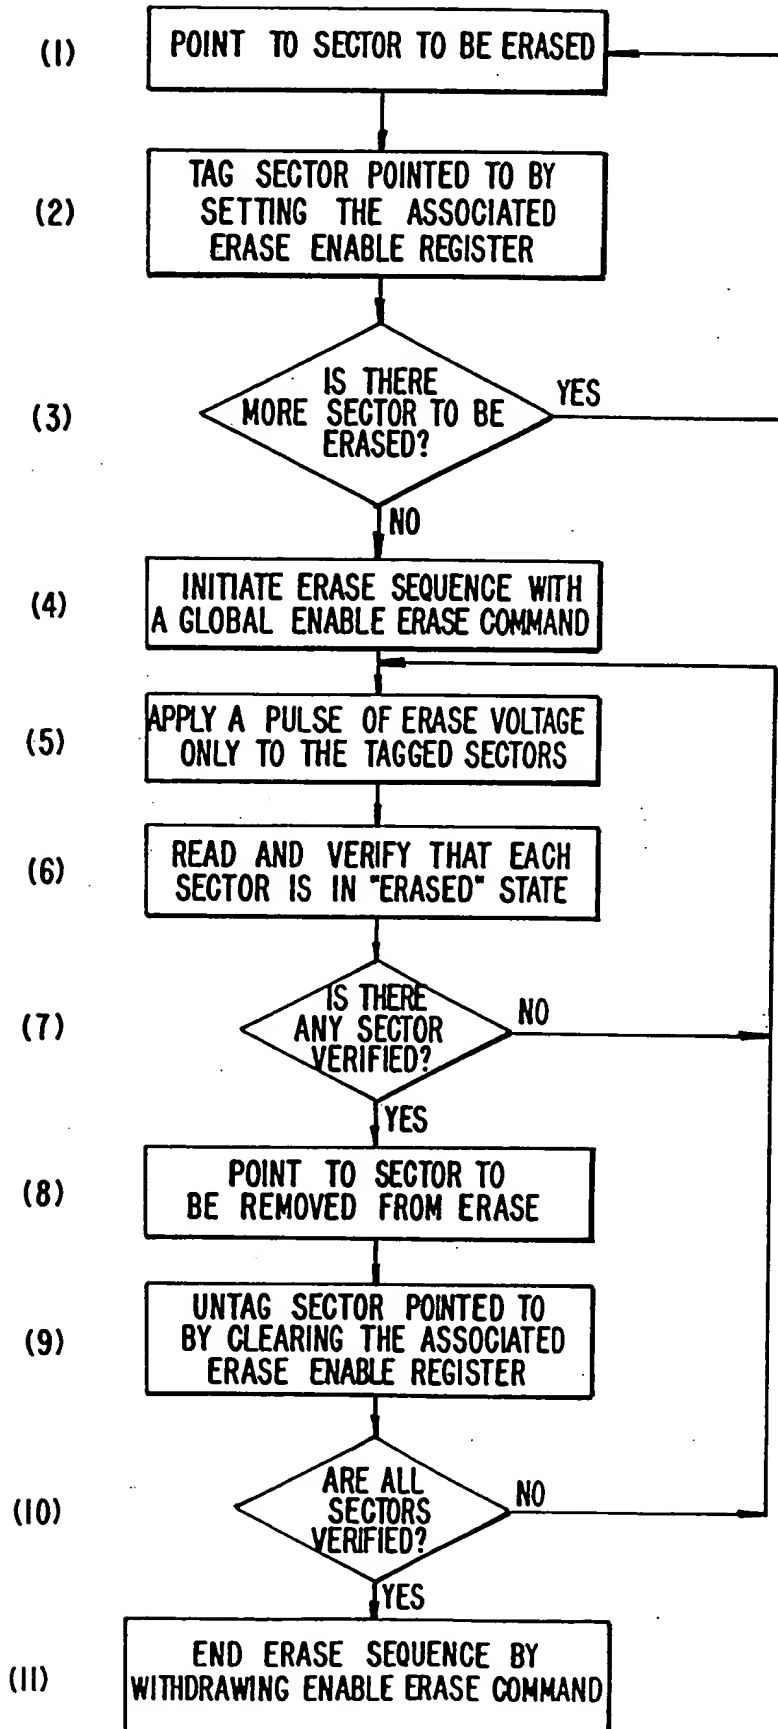 (1)
POINT TO SECTOR TO BE ERASED
(2)
TAG SECTOR POINTED TO BY
SETTING THE ASSOCIATED
ERASE ENABLE REGISTER
(3)
IS THERE
MORE SECTOR TO BE
ERASED?
YES
NO
(4)
INITIATE ERASE SEQUENCE WITH
A GLOBAL ENABLE ERASE COMMAND
(5)
APPLY A PULSE OF ERASE VOLTAGE
ONLY TO THE TAGGED SECTORS
(6)
READ AND VERIFY THAT EACH
SECTOR IS IN "ERASED" STATE
(7)
IS THERE
ANY SECTOR
VERIFIED?
NO
YES
(8)
POINT TO SECTOR TO
BE REMOVED FROM ERASE
(9)
UNTAG SECTOR POINTED TO
BY CLEARING THE ASSOCIATED
ERASE ENABLE REGISTER
(10)
ARE ALL
SECTORS
VERIFIED?
NO
YES
(11)
END ERASE SEQUENCE BY
WITHDRAWING ENABLE ERASE COMMAND